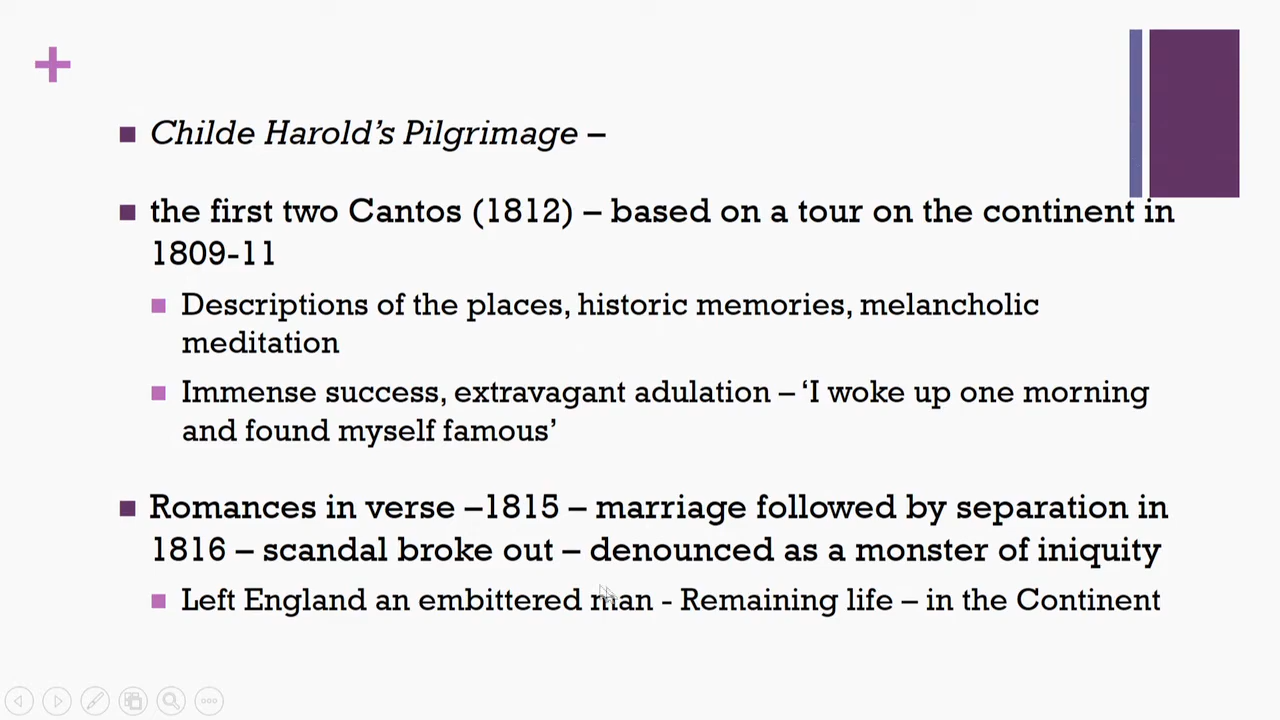 Childe Harold's Pilgrimage –
the first two Cantos (1812) – based on a tour on the continent in
1809-11
Descriptions of the places, historic memories, melancholic
meditation
Immense success, extravagant adulation – ‘I woke up one morning
and found myself famous’
Romances in verse –1815 – marriage followed by separation in
1816 – scandal broke out – denounced as a monster of iniquity
Left England an embittered man - Remaining life – in the Continent